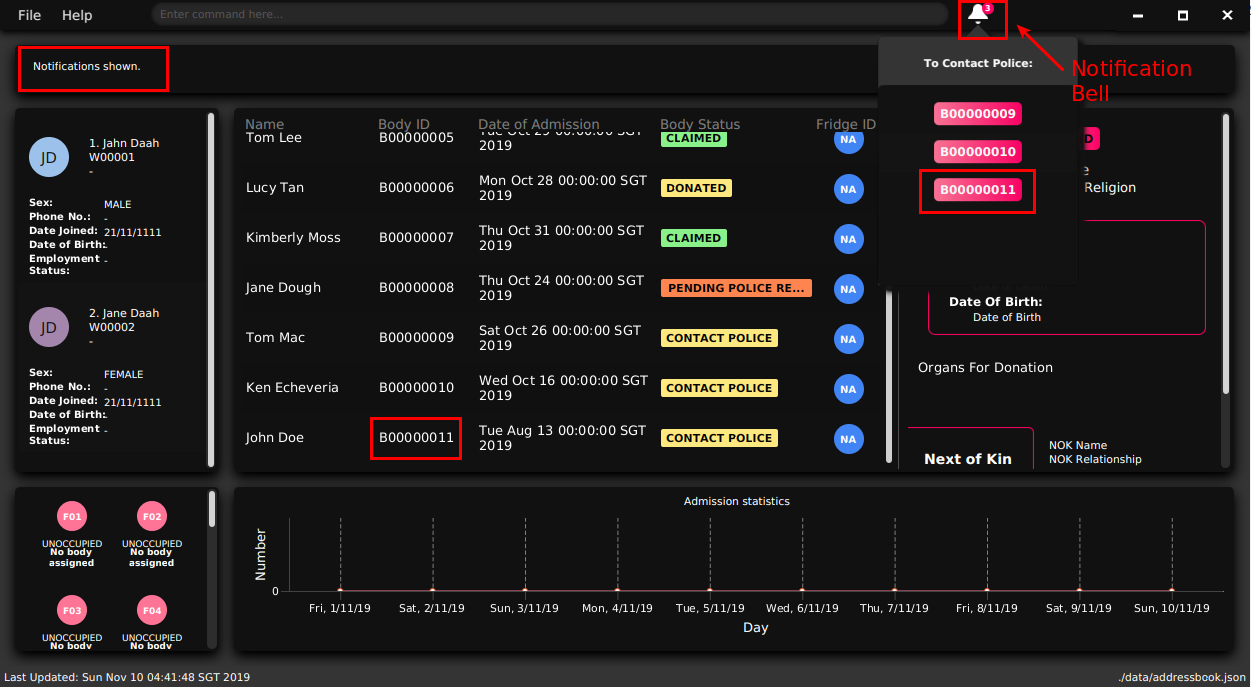 File Help
Enter command here...
3
Notifications shown.
To Contact Police:
B00000009
B00000010
B00000011
Notification
Bell
JD
1. Jahn Daah
W00001
-
Sex: MALE
Phone No.: -
Date Joined: 21/11/1111
Date of Birth: -
Employment -
Status:
JD
2. Jane Daah
W00002
-
Sex: FEMALE
Phone No.: -
Date Joined: 21/11/1111
Date of Birth: -
Employment -
Status:
Name Body ID Date of Admission Body Status Fridge ID
Tom Lee B00000005 Tue Oct 29 00:00:00 SGT
2019 CLAIMED NA
Lucy Tan B00000006 Mon Oct 28 00:00:00 SGT
2019 DONATED NA
Kimberly Moss B00000007 Thu Oct 31 00:00:00 SGT
2019 CLAIMED NA
Jane Dough B00000008 Thu Oct 24 00:00:00 SGT
2019 PENDING POLICE RE... NA
Tom Mac B00000009 Sat Oct 26 00:00:00 SGT
2019 CONTACT POLICE NA
Ken Echeveria B00000010 Wed Oct 16 00:00:00 SGT
2019 CONTACT POLICE NA
John Doe B00000011 Tue Aug 13 00:00:00 SGT
2019 CONTACT POLICE NA
Religion
Date Of Birth:
Date of Birth
Organs For Donation
Next of Kin
NOK Name
NOK Relationship
F01 F02
UNOCCUPIED UNOCCUPIED
No body No body
assigned assigned
F03 F04
UNOCCUPIED UNOCCUPIED
No body No body
Admission statistics
Number
0
Fri, 1/11/19 Sat, 2/11/19 Sun, 3/11/19 Mon, 4/11/19 Tue, 5/11/19 Wed, 6/11/19 Thu, 7/11/19 Fri, 8/11/19 Sat, 9/11/19 Sun, 10/11/19
Day
Last Updated: Sun Nov 10 04:41:48 SGT 2019 ./data/addressbook.json